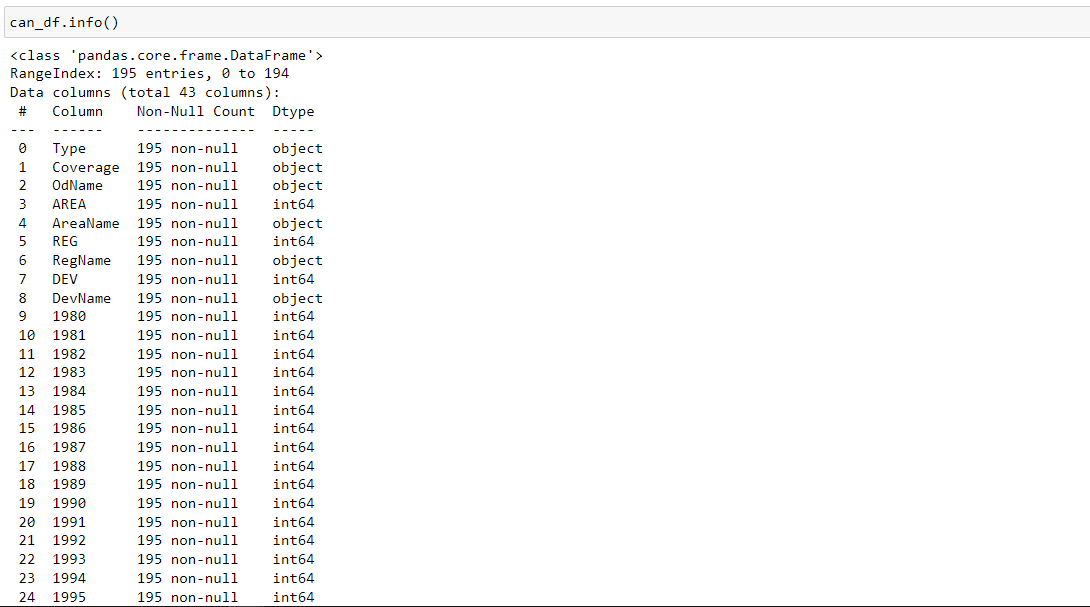 can_df.info()
<class 'pandas.core.frame.DataFrame'>
RangeIndex: 195 entries, 0 to 194
Data columns (total 43 columns):
 #   Column    Non-Null Count  Dtype
---  ------    --------------  -----
 0   Type      195 non-null    object
 1   Coverage  195 non-null    object
 2   OdName    195 non-null    object
 3   AREA      195 non-null    int64
 4   AreaName  195 non-null    object
 5   REG       195 non-null    int64
 6   RegName   195 non-null    object
 7   DEV       195 non-null    int64
 8   DevName   195 non-null    object
 9   1980      195 non-null    int64
 10  1981      195 non-null    int64
 11  1982      195 non-null    int64
 12  1983      195 non-null    int64
 13  1984      195 non-null    int64
 14  1985      195 non-null    int64
 15  1986      195 non-null    int64
 16  1987      195 non-null    int64
 17  1988      195 non-null    int64
 18  1989      195 non-null    int64
 19  1990      195 non-null    int64
 20  1991      195 non-null    int64
 21  1992      195 non-null    int64
 22  1993      195 non-null    int64
 23  1994      195 non-null    int64
 24  1995      195 non-null    int64